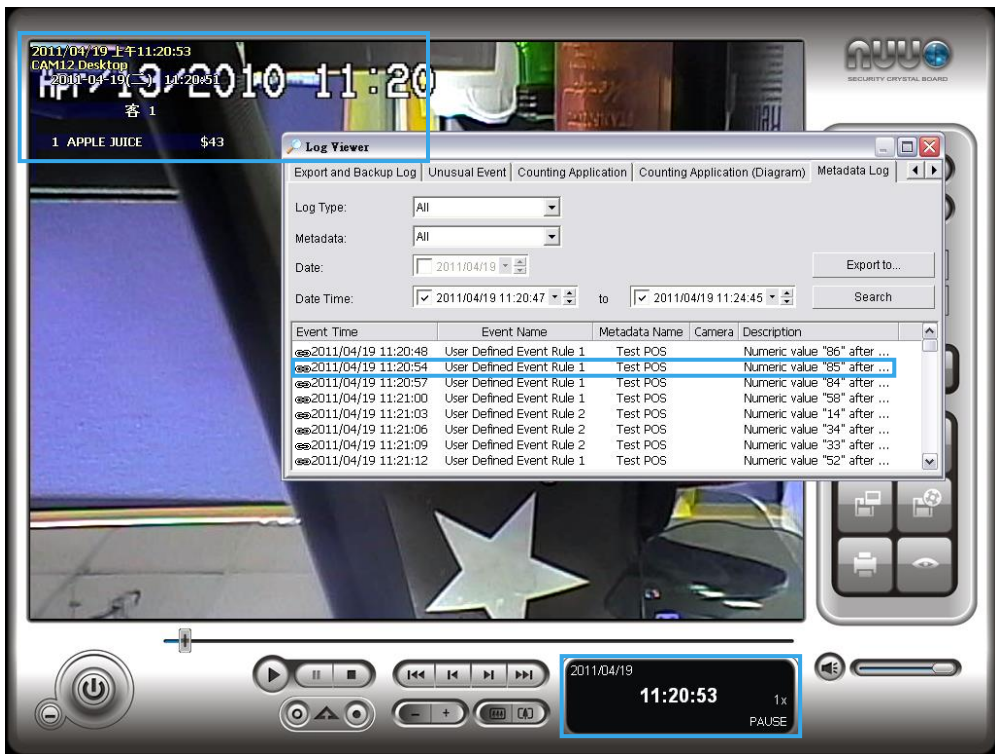 2011/04/19 上午11:20:53
CAM12 Desktop
2011-04-19(二) 11:20:51
Apr/19/2010 11:20
客 1
1 APPLE JUICE $43
NUUO
SECURITY CRYSTAL BOARD
Log Viewer
Export and Backup Log Unusual Event Counting Application Counting Application (Diagram) Metadata Log
Log Type: All
Metadata: All
Date: 2011/04/19
Export to...
Date Time: 2011/04/19 11:20:47 to 2011/04/19 11:24:45
Search
Event Time Event Name Metadata Name Camera Description
2011/04/19 11:20:48 User Defined Event Rule 1 Test POS Numeric value "86" after ...
2011/04/19 11:20:54 User Defined Event Rule 1 Test POS Numeric value "85" after ...
2011/04/19 11:20:57 User Defined Event Rule 1 Test POS Numeric value "84" after ...
2011/04/19 11:21:00 User Defined Event Rule 1 Test POS Numeric value "58" after ...
2011/04/19 11:21:03 User Defined Event Rule 2 Test POS Numeric value "14" after ...
2011/04/19 11:21:06 User Defined Event Rule 2 Test POS Numeric value "34" after ...
2011/04/19 11:21:09 User Defined Event Rule 2 Test POS Numeric value "33" after ...
2011/04/19 11:21:12 User Defined Event Rule 1 Test POS Numeric value "52" after ...
2011/04/19
11:20:53
1x
PAUSE